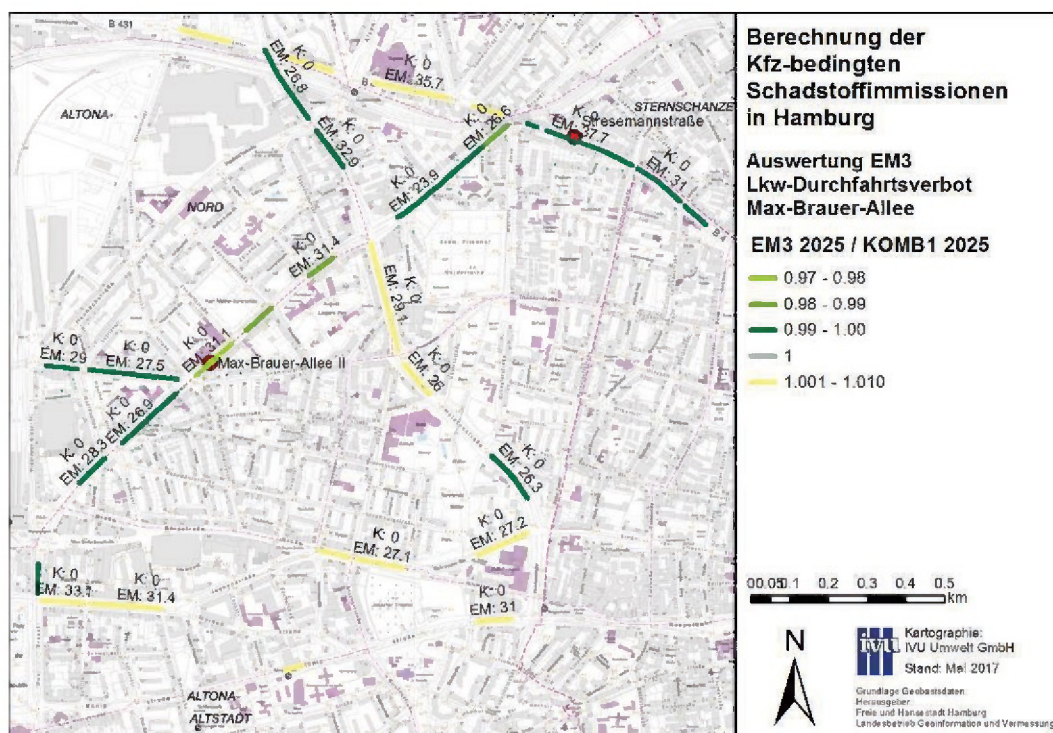 B 431
K: 0
EM: 26.8
K: 0
EM: 35.7
K: 0
EM: 32.9
K: 0
EM: 26.6
STERNSCHANZE
K: 0
Stresemannstraße
EM: 27.7
K: 0
EM: 31
K: 0
EM: 23.9
ALTONA
NORD
K: 0
EM: 31.4
K: 0
EM: 29.1
K: 0
EM: 31.1
Max-Brauer-Allee II
K: 0
EM: 29
K: 0
EM: 27.5
K: 0
EM: 26
K: 0
EM: 26.9
K: 0
EM: 28.3
K: 0
EM: 26.3
K: 0
EM: 27.2
K: 0
EM: 27.1
K: 0
EM: 31.4
K: 0
EM: 31
ALTONA
ALTSTADT
Berechnung der
Kfz-bedingten
Schadstoffimmissionen
in Hamburg
Auswertung EM3
Lkw-Durchfahrtsverbot
Max-Brauer-Allee
EM3 2025 / KOMB1 2025
0.97 - 0.98
0.98 - 0.99
0.99 - 1.00
1
1.001 - 1.010
0 0.05 0.1 0.2 0.3 0.4 0.5
km
N
ivu
Kartographie:
IVU Umwelt GmbH
Stand: Mai 2017
Grundlage Geobasisdaten
Herausgeber:
Freie und Hansestadt Hamburg
Landesbetrieb Geoinformation und Vermessung